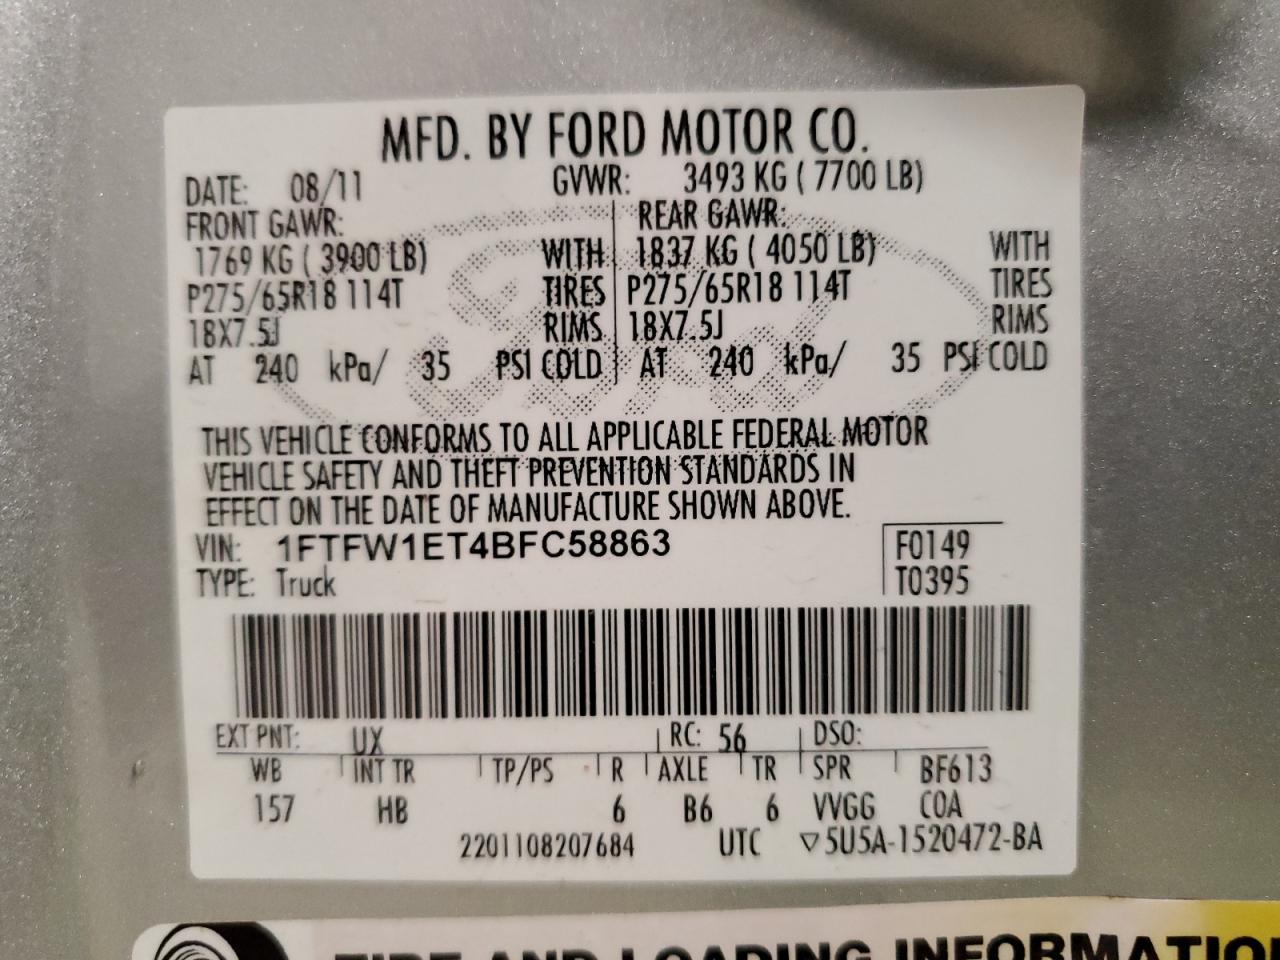 MFD. BY FORD MOTOR CO.
DATE: 08/11 GVWR: 3493 KG ( 7700 LB)
FRONT GAWR: REAR GAWR:
1769 KG ( 3900 LB) WITH 1837 KG ( 4050 LB) WITH
P275/65R18 114T TIRES P275/65R18 114T TIRES
18X7.5J RIMS 18X7.5J RIMS
AT 240 kPa/ 35 PSI COLD AT 240 kPa/ 35 PSI COLD
THIS VEHICLE CONFORMS TO ALL APPLICABLE FEDERAL MOTOR
VEHICLE SAFETY AND THEFT PREVENTION STANDARDS IN
EFFECT ON THE DATE OF MANUFACTURE SHOWN ABOVE.
VIN: 1FTFW1ET4BFC58863 F0149
TYPE: Truck T0395
EXT PNT: UX RC: 56 DSO:
WB INT TR TP/PS R AXLE TR SPR BF613
157 HB 6 B6 6 VVGG COA
2201108207684 UTC ▽5U5A-1520472-BA
TIRE AND LOADING INFORMATION